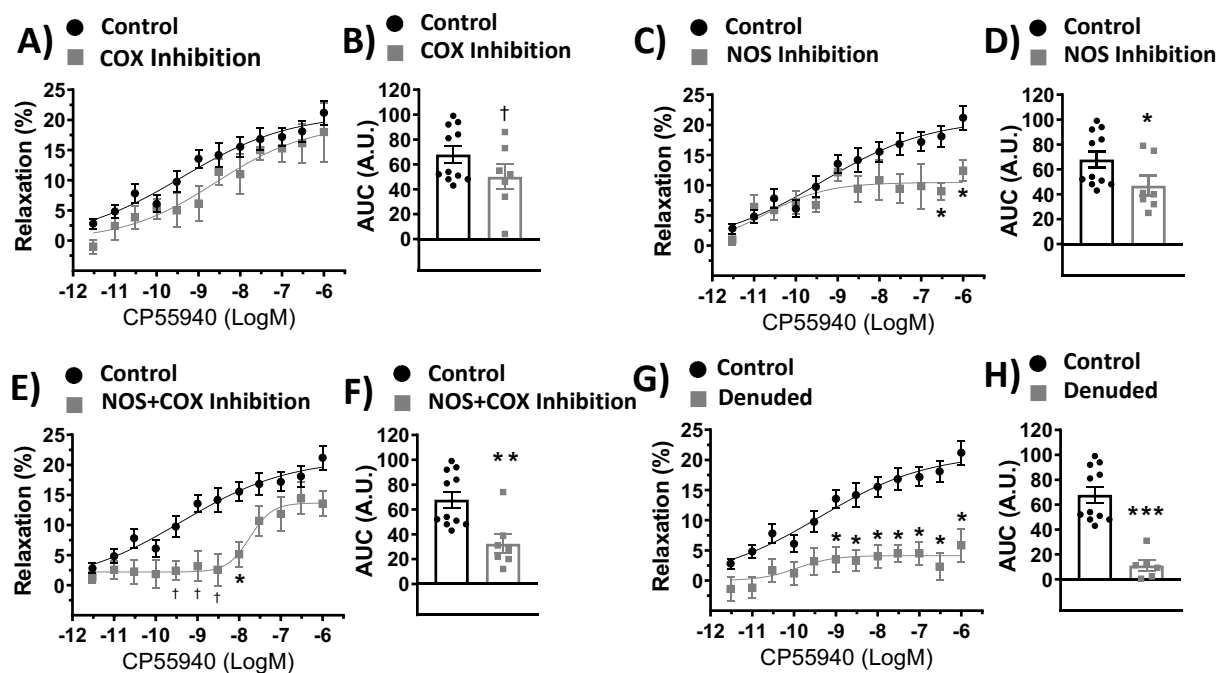 A)
Control
COX Inhibition
Relaxation (%)
25
20
15
10
5
0
-12 -11 -10 -9 -8 -7 -6
CP55940 (LogM)
B)
Control
COX Inhibition
†
AUC (A.U.)
120
100
80
60
40
20
0
C)
Control
NOS Inhibition
Relaxation (%)
25
20
15
10
5
0
* *
-12 -11 -10 -9 -8 -7 -6
CP55940 (LogM)
D)
Control
NOS Inhibition
*
AUC (A.U.)
120
100
80
60
40
20
0
E)
Control
NOS+COX Inhibition
Relaxation (%)
25
20
15
10
5
0
† † † *
-12 -11 -10 -9 -8 -7 -6
CP55940 (LogM)
F)
Control
NOS+COX Inhibition
**
AUC (A.U.)
120
100
80
60
40
20
0
G)
Control
Denuded
Relaxation (%)
25
20
15
10
5
0
* * * * * *
-12 -11 -10 -9 -8 -7 -6
CP55940 (LogM)
H)
Control
Denuded
***
AUC (A.U.)
120
100
80
60
40
20
0